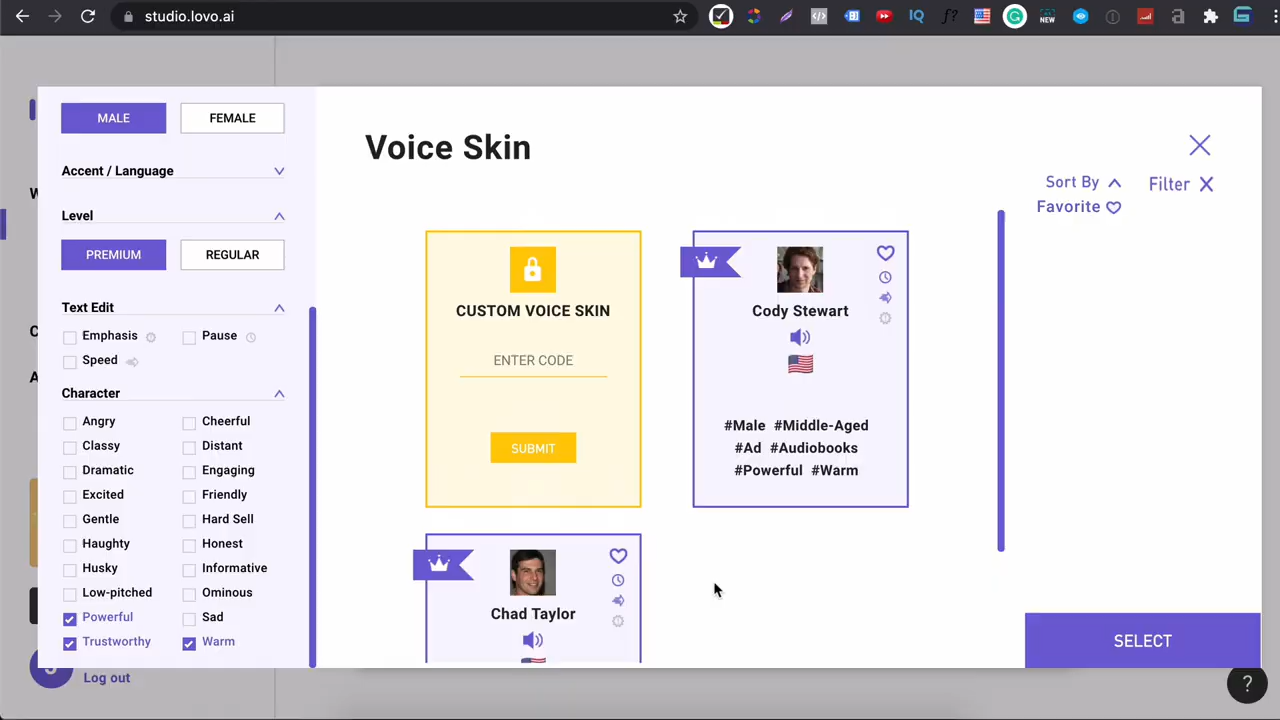 studio.lovo.ai
IQ
f?
NEW
MALE
FEMALE
Accent / Language
Level
PREMIUM
REGULAR
Text Edit
Emphasis
Pause
Speed
Character
Angry
Cheerful
Classy
Distant
Dramatic
Engaging
Excited
Friendly
Gentle
Hard Sell
Haughty
Honest
Husky
Informative
Low-pitched
Ominous
Powerful
Sad
Trustworthy
Warm
Log out
Voice Skin
Sort By
Filter
Favorite
CUSTOM VOICE SKIN
ENTER CODE
SUBMIT
Cody Stewart
#Male #Middle-Aged
#Ad #Audiobooks
#Powerful #Warm
Chad Taylor
SELECT
?